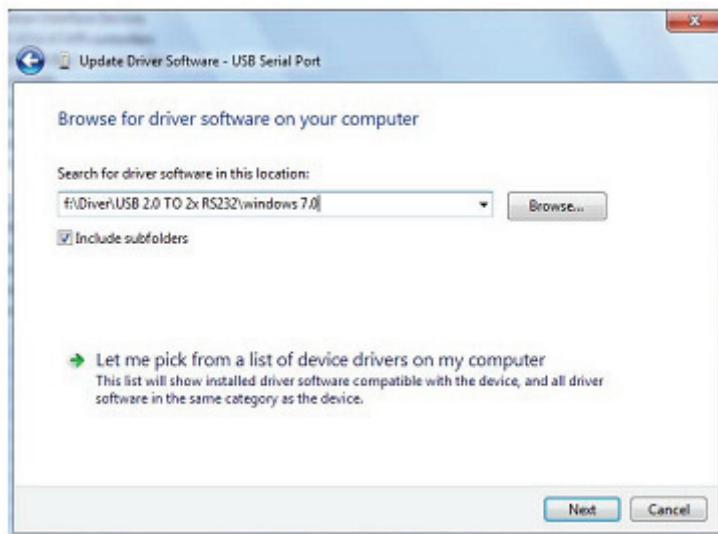 Update Driver Software - USB Serial Port
Browse for driver software on your computer
Search for driver software in this location:
f:\Diver\USB 2.0 TO 2x RS232\windows 7.0
Browse...
Include subfolders
Let me pick from a list of device drivers on my computer
This list will show installed driver software compatible with the device, and all driver
software in the same category as the device.
Next
Cancel